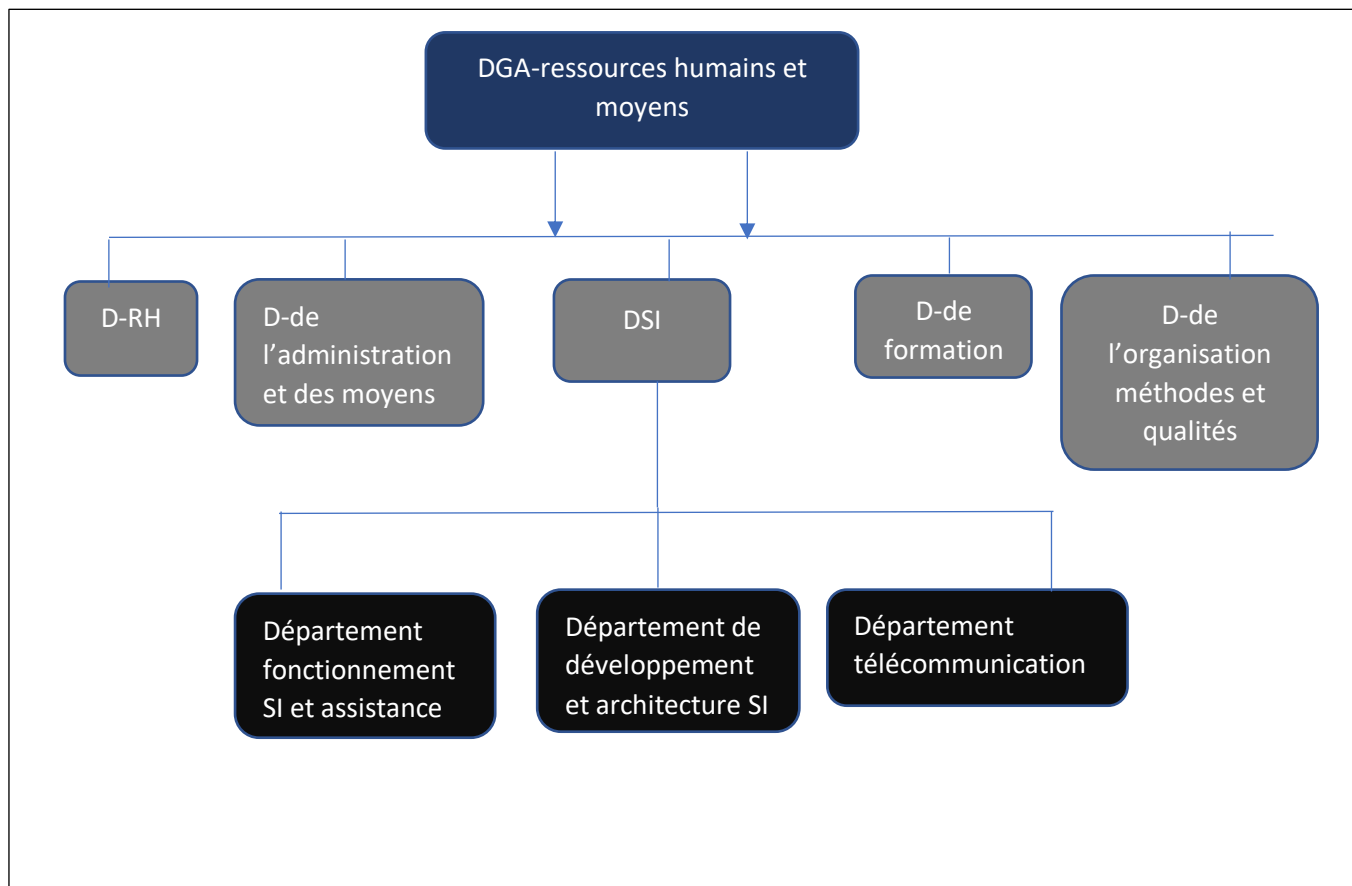 DGA-ressources humains et
moyens
D-RH
D-de
l’administration
et des moyens
DSI
D-de
formation
D-de
l’organisation
méthodes et
qualités
Département
fonctionnement
SI et assistance
Département de
développement
et architecture SI
Département
télécommunication